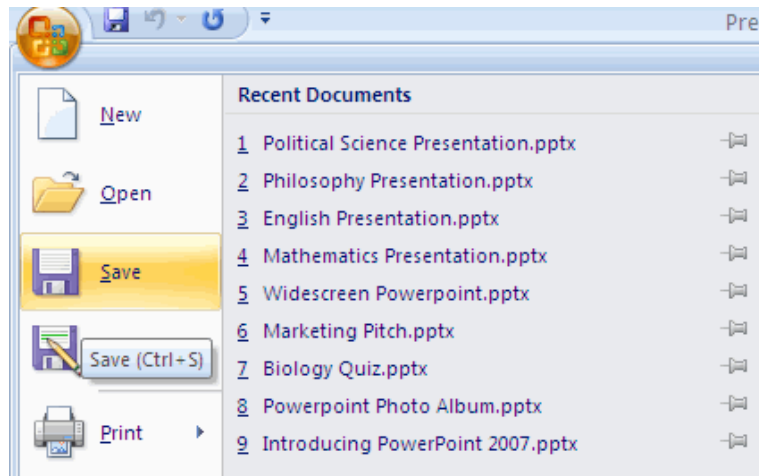 Pre
New
Open
Save
Save (Ctrl+S)
Print
Recent Documents
1 Political Science Presentation.pptx
2 Philosophy Presentation.pptx
3 English Presentation.pptx
4 Mathematics Presentation.pptx
5 Widescreen Powerpoint.pptx
6 Marketing Pitch.pptx
7 Biology Quiz.pptx
8 Powerpoint Photo Album.pptx
9 Introducing PowerPoint 2007.pptx